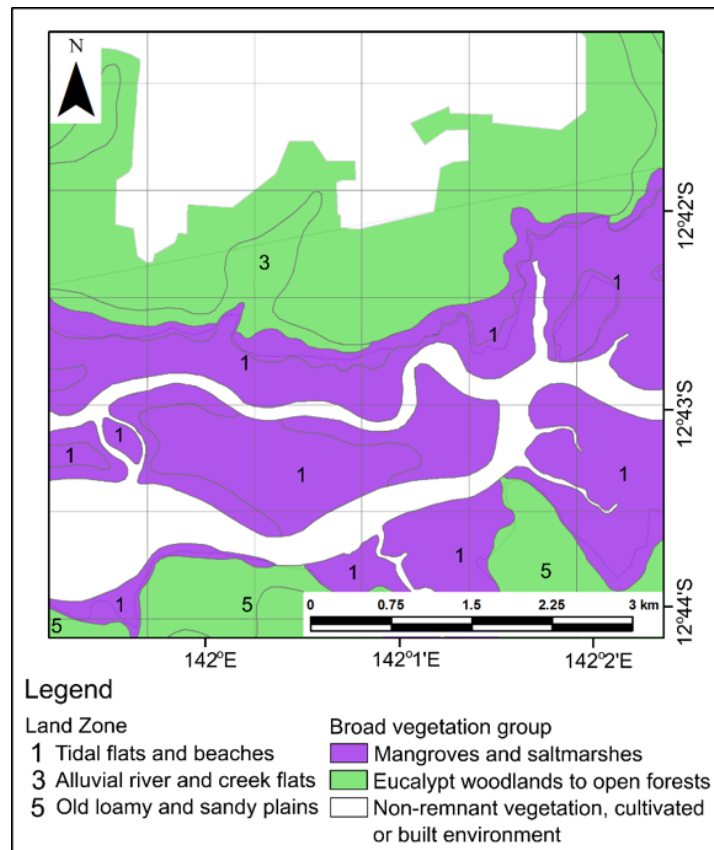 N
12°42'S
3
1
1
1
12°43'S
1
1
1
1
1
1
5
1
5
5
0 0.75 1.5 2.25 3 km
12°44'S
142°E 142°1'E 142°2'E
Legend
Land Zone
1 Tidal flats and beaches
3 Alluvial river and creek flats
5 Old loamy and sandy plains
Broad vegetation group
Mangroves and saltmarshes
Eucalypt woodlands to open forests
Non-remnant vegetation, cultivated
or built environment